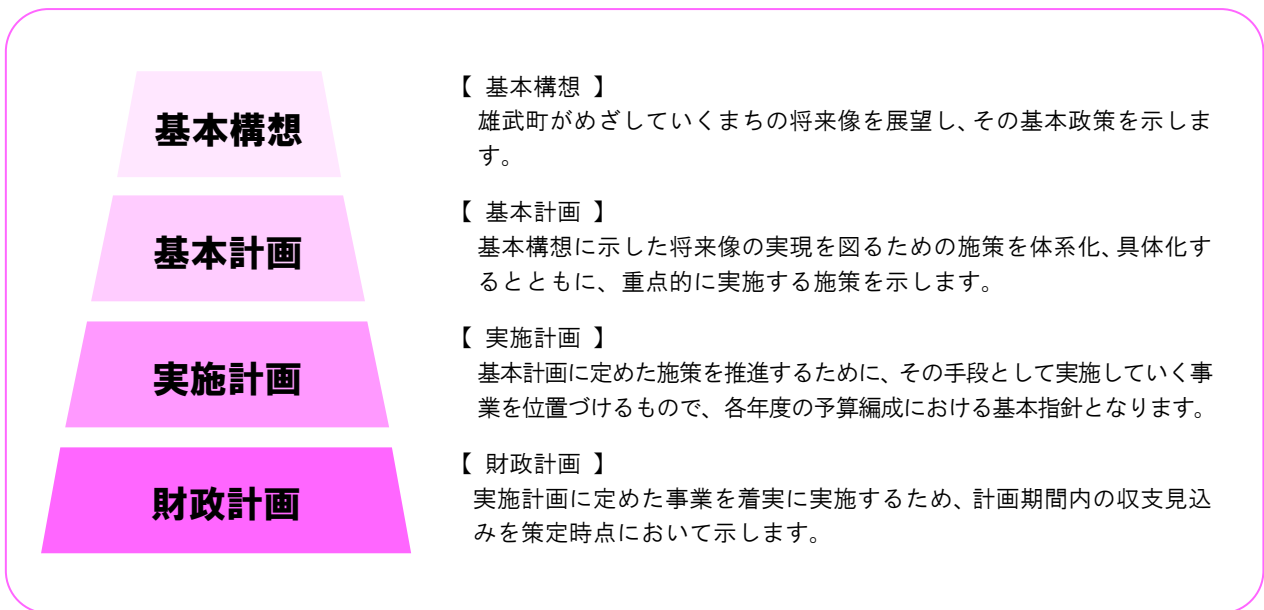 基本構想
【 基本構想 】
雄武町がめざしていくまちの将来像を展望し、その基本政策を示しま
す。
基本計画
【 基本計画 】
基本構想に示した将来像の実現を図るための施策を体系化、具体化す
るとともに、重点的に実施する施策を示します。
実施計画
【 実施計画 】
基本計画に定めた施策を推進するために、その手段として実施していく事
業を位置づけるもので、各年度の予算編成における基本指針となります。
財政計画
【 財政計画 】
実施計画に定めた事業を着実に実施するため、計画期間内の収支見込
みを策定時点において示します。